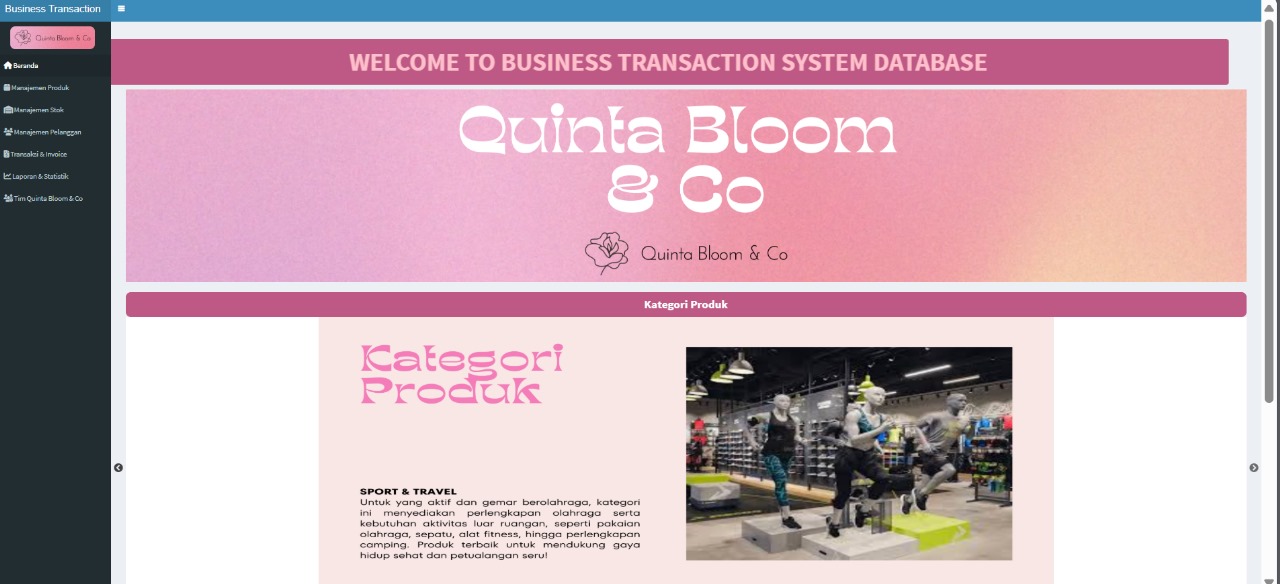 Business Transaction
Quinta Bloom & Co
WELCOME TO BUSINESS TRANSACTION SYSTEM DATABASE
Beranda
Manajemen Produk
Manajemen Stok
Manajemen Pelanggan
Transaksi & Invoice
Laporan & Statistik
Tim Quinta Bloom & Co
Quinta Bloom
& Co
Quinta Bloom & Co
Kategori Produk
Kategori
Produk
SPORT & TRAVEL
Untuk yang aktif dan gemar berolahraga, kategori
ini menyediakan perlengkapan olahraga serta
kebutuhan aktivitas luar ruangan, seperti pakaian
olahraga, sepatu, alat fitness, hingga perlengkapan
camping. Produk terbaik untuk mendukung gaya
hidup sehat dan petualangan seru!